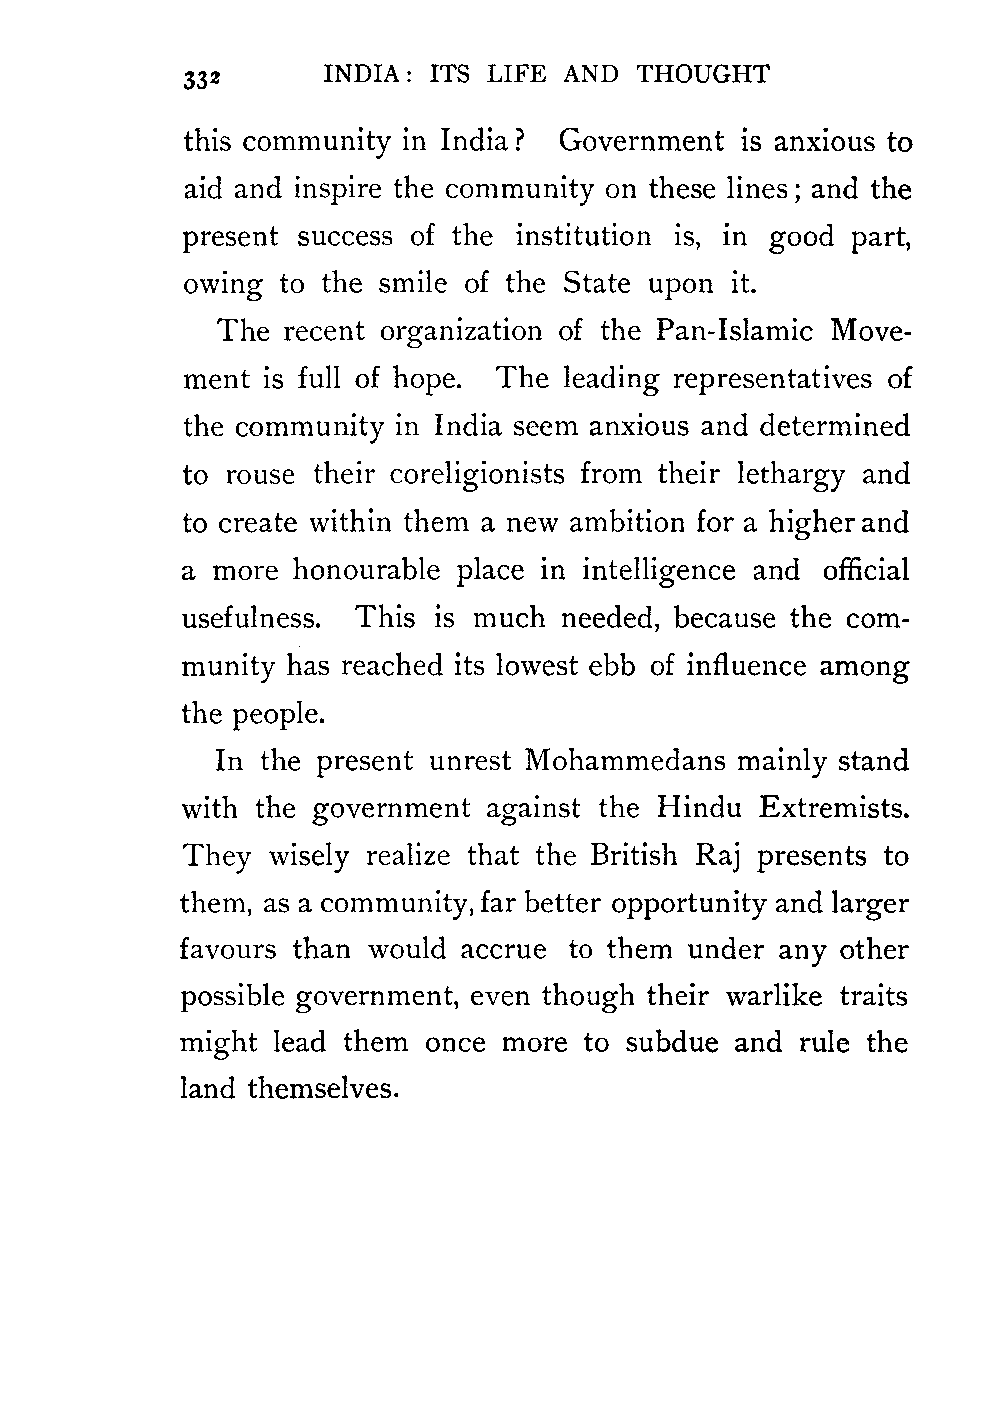 332 INDIA: ITS LIFE AND THOUGHT
this community in India? Government is anxious to
aid and inspire the community on these lines; and the
present success of the institution is, in good part,
owing to the smile of the State upon it.
The recent organization of the Pan-Islamic Move-
ment is full of hope. The leading representatives of
the community in India seem anxious and determined
to rouse their coreligionists from their lethargy and
to create within them a new ambition for a higher and
a more honourable place in intelligence and official
usefulness. This is much needed, because the com-
munity has reached its lowest ebb of influence among
the people.
In the present unrest Mohammedans mainly stand
with the government against the Hindu Extremists.
They wisely realize that the British Raj presents to
them, as a community, far better opportunity and larger
favours than would accrue to them under any other
possible government, even though their warlike traits
might lead them once more to subdue and rule the
land themselves.